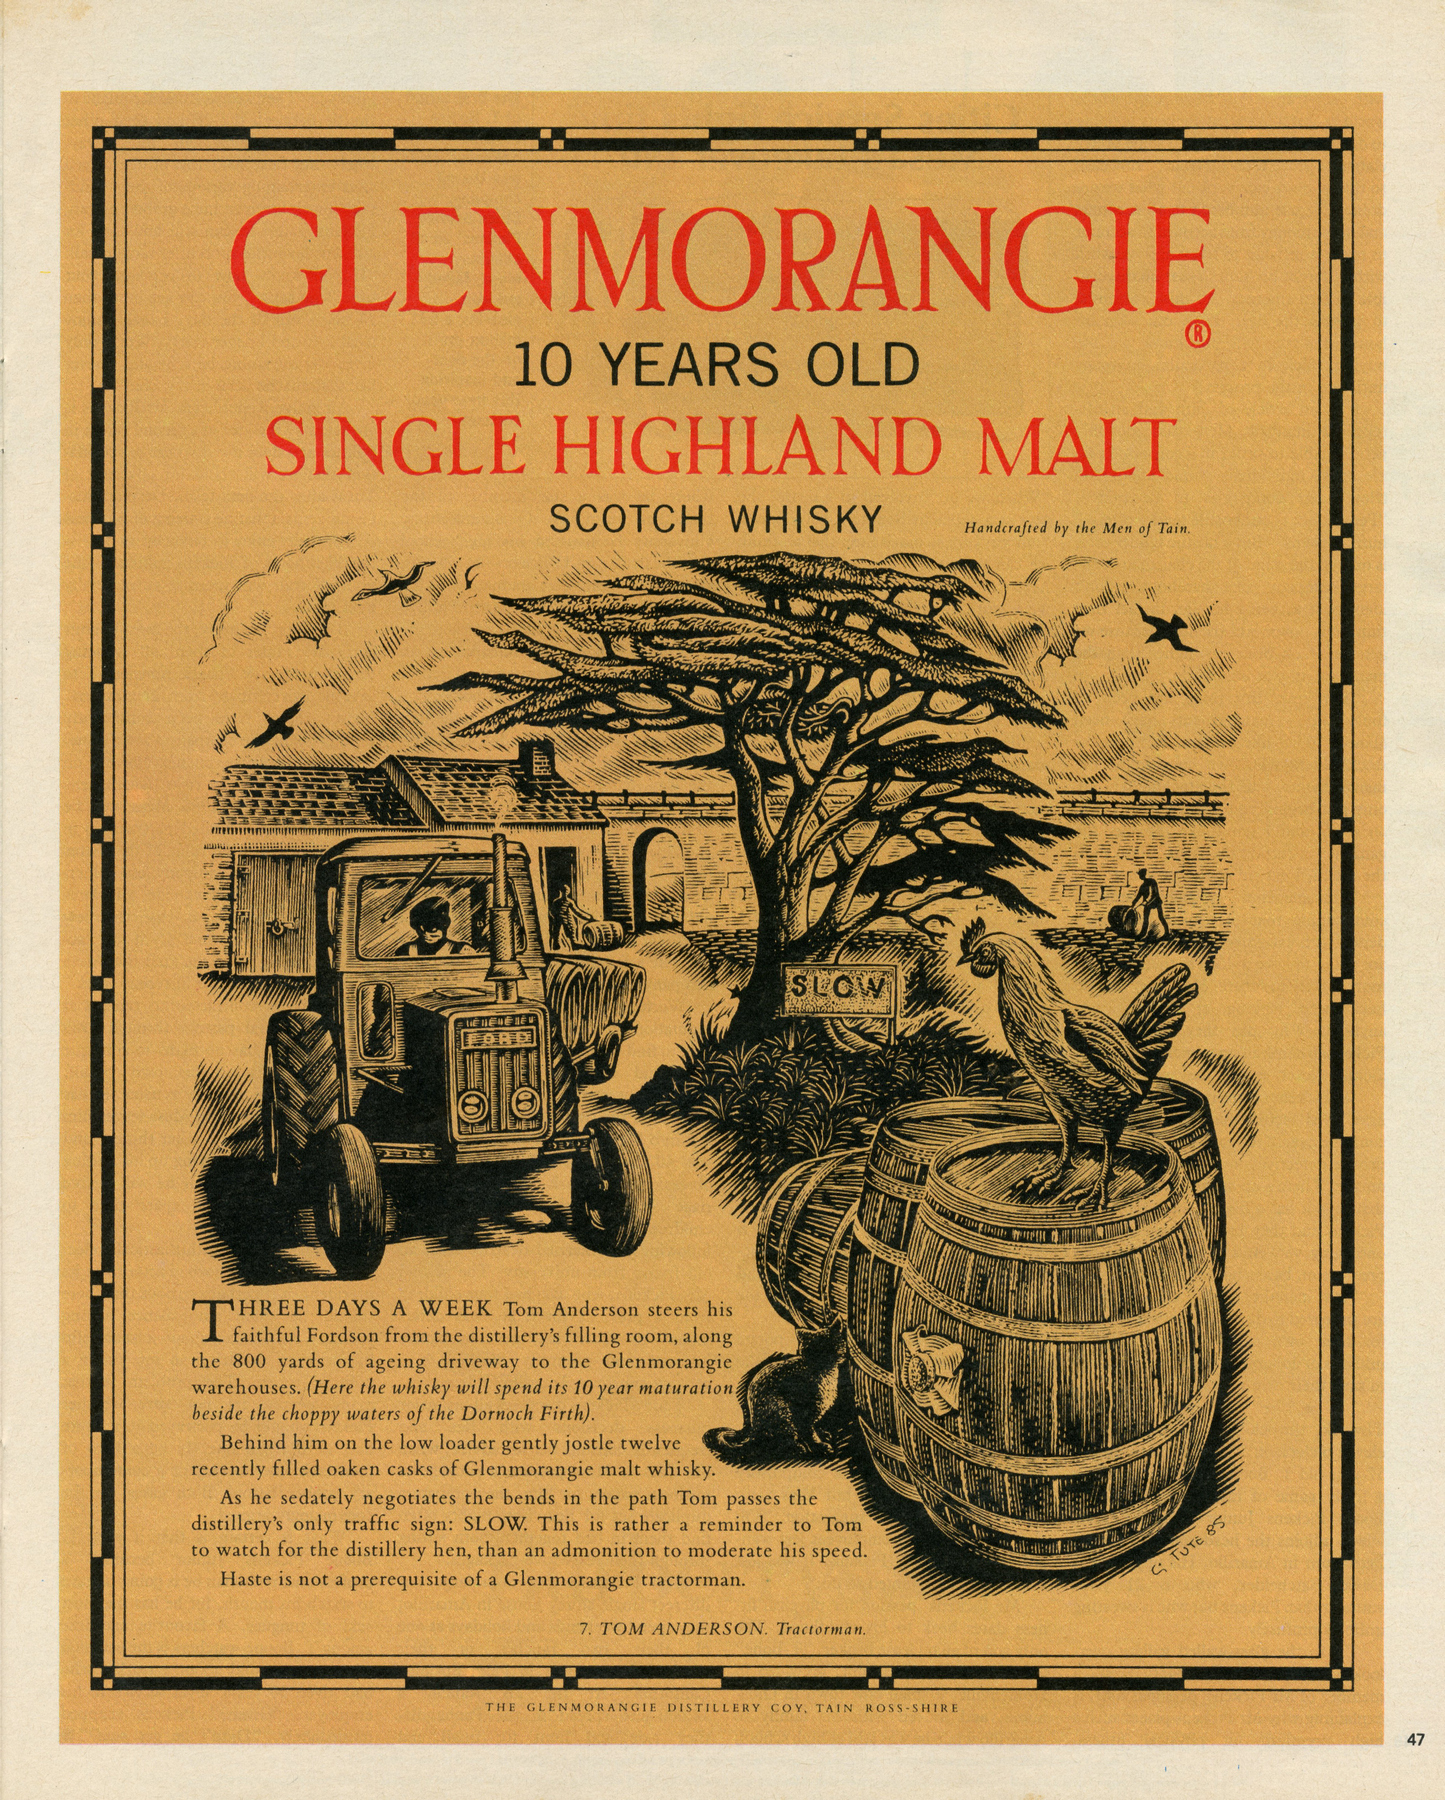 GLENMORANGIE
®
10 YEARS OLD
SINGLE HIGHLAND MALT
SCOTCH WHISKY
Handcrafted by the Men of Tain.
SLOW
THREE DAYS A WEEK Tom Anderson steers his
faithful Fordson from the distillery's filling room, along
the 800 yards of ageing driveway to the Glenmorangie
warehouses. (Here the whisky will spend its 10 year maturation
beside the choppy waters of the Dornoch Firth).
Behind him on the low loader gently jostle twelve
recently filled oaken casks of Glenmorangie malt whisky.
As he sedately negotiates the bends in the path Tom passes the
distillery's only traffic sign: SLOW. This is rather a reminder to Tom
to watch for the distillery hen, than an admonition to moderate his speed.
Haste is not a prerequisite of a Glenmorangie tractorman.
S. TUTE 85
7. TOM ANDERSON. Tractorman.
THE GLENMORANGIE DISTILLERY COY, TAIN ROSS-SHIRE
47